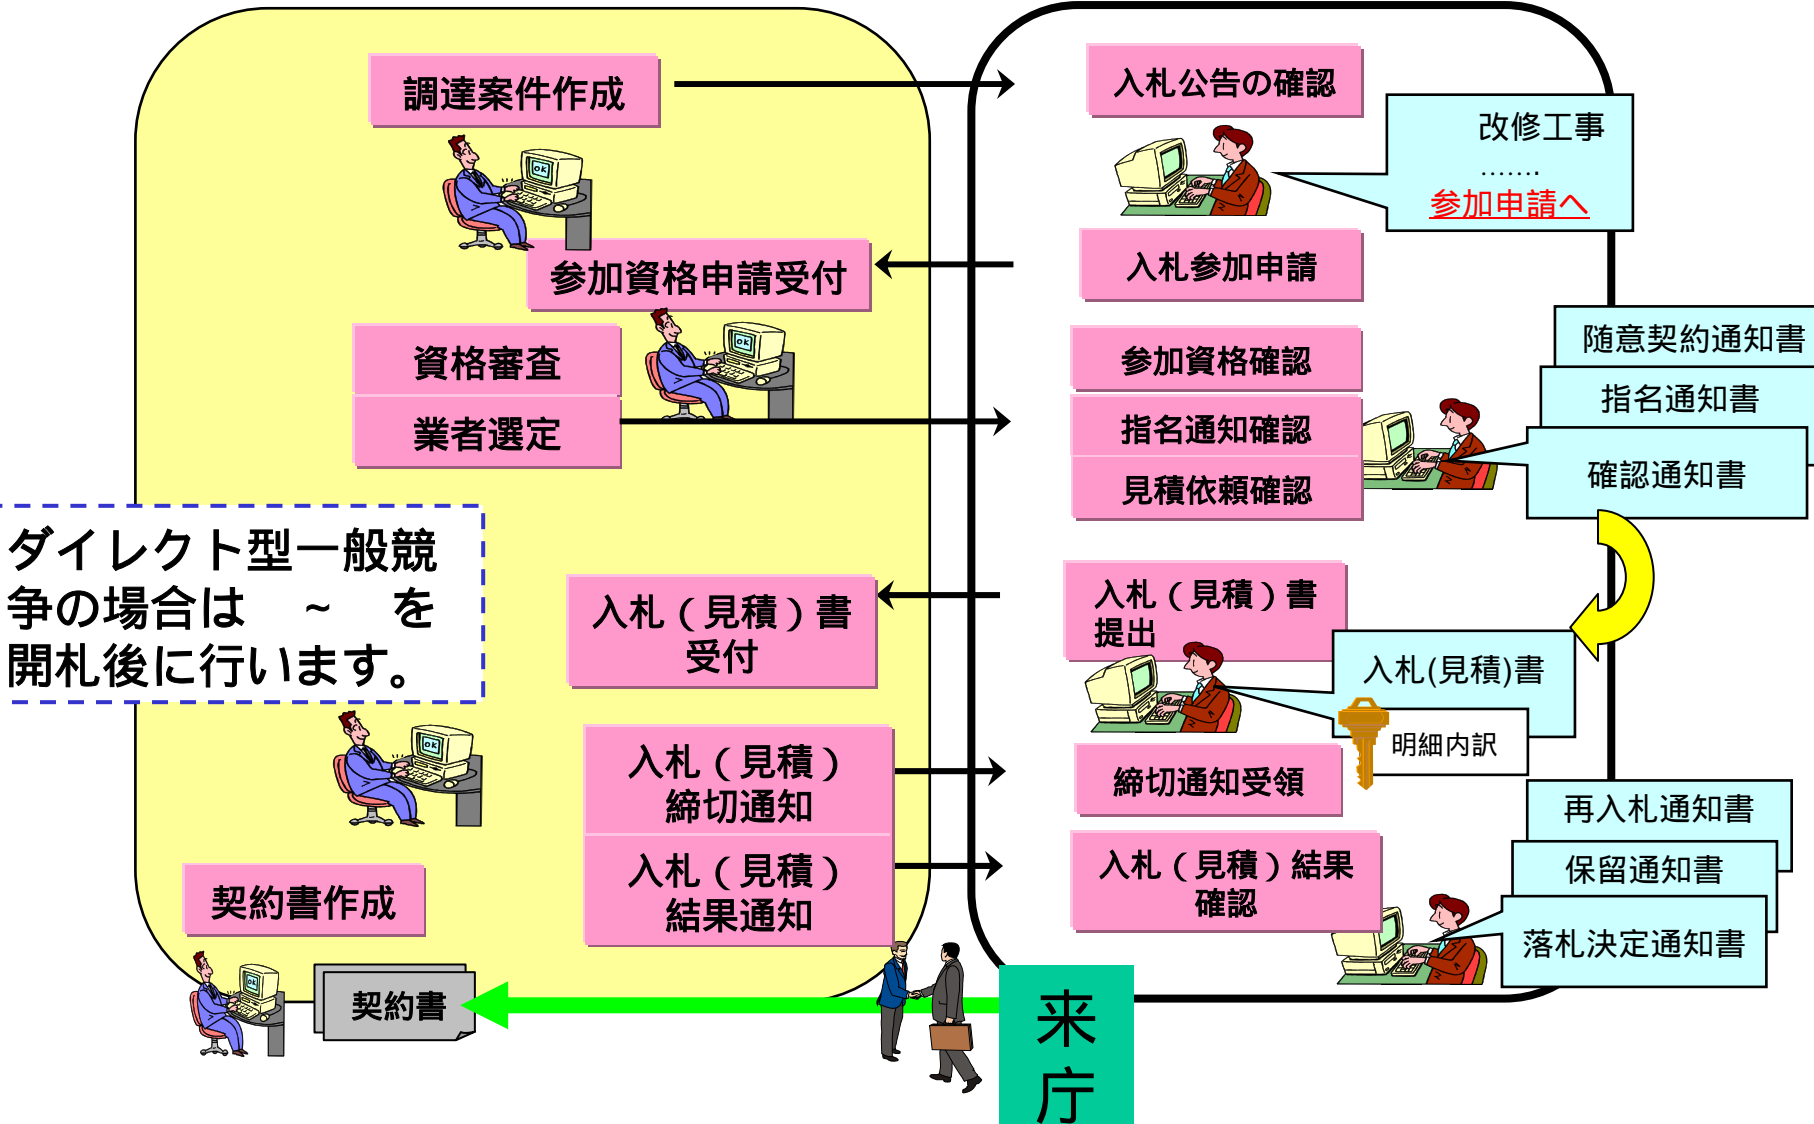 調達案件作成
入札公告の確認
改修工事
.......
参加申請へ
参加資格申請受付
入札参加申請
資格審査
業者選定
参加資格確認
指名通知確認
見積依頼確認
随意契約通知書
指名通知書
確認通知書
ダイレクト型一般競
争の場合は　~　を
開札後に行います。
入札（見積）書
受付
入札（見積）書
提出
入札(見積)書
明細内訳
入札（見積）
締切通知
締切通知受領
入札（見積）
結果通知
入札（見積）結果
確認
再入札通知書
保留通知書
落札決定通知書
契約書作成
契約書
来
庁
OK
OK
OK
OK